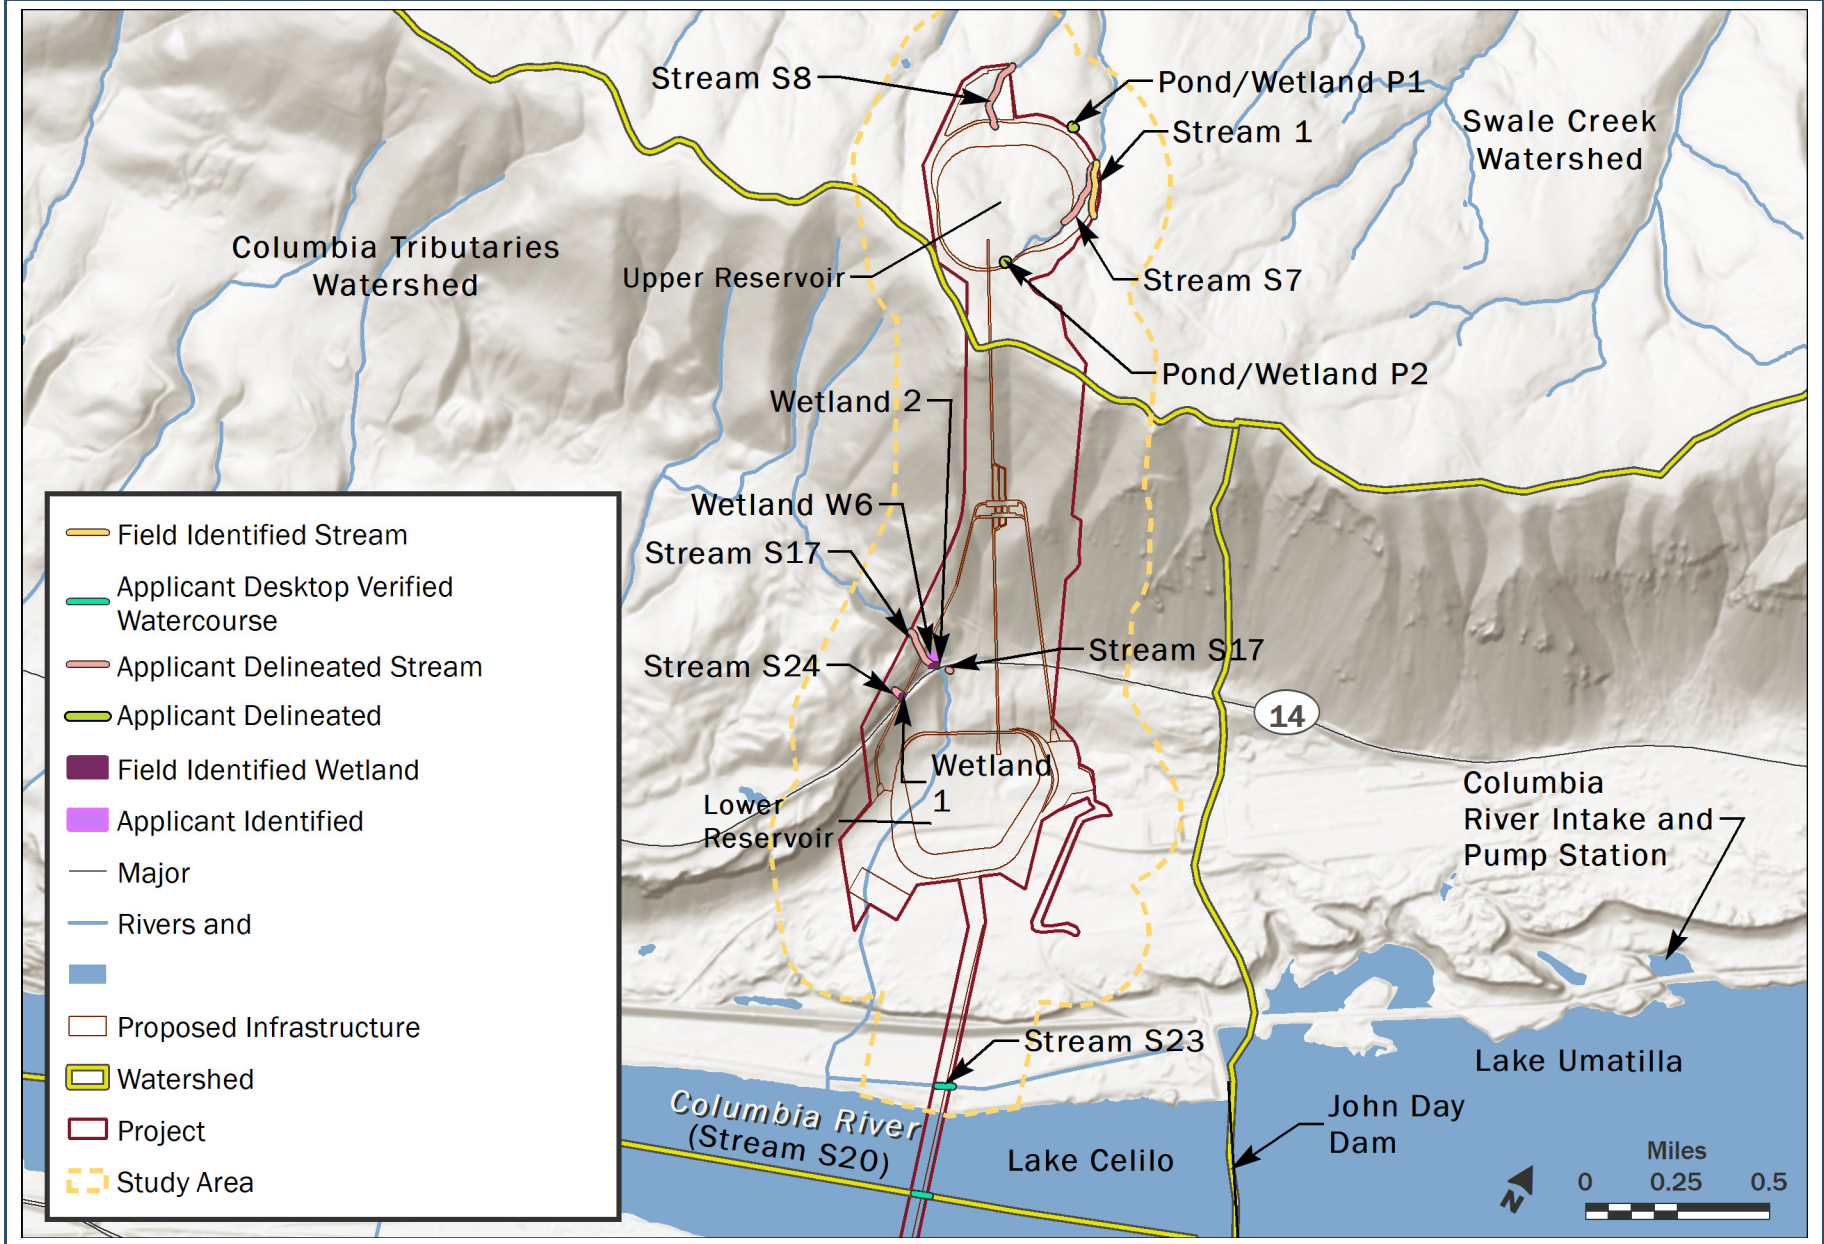 Stream S8
Pond/Wetland P1
Stream 1
Swale Creek
Watershed
Columbia Tributaries
Watershed
Upper Reservoir
Stream S7
Pond/Wetland P2
Wetland 2
Wetland W6
Stream S17
Stream S24
Stream S17
14
Wetland
1
Lower
Reservoir
Columbia
River Intake and
Pump Station
Field Identified Stream
Applicant Desktop Verified
Watercourse
Applicant Delineated Stream
Applicant Delineated
Field Identified Wetland
Applicant Identified
Major
Rivers and
Proposed Infrastructure
Watershed
Project
Study Area
Stream S23
Lake Umatilla
Columbia River
(Stream S20)
Lake Celilo
John Day
Dam
N
Miles
0 0.25 0.5